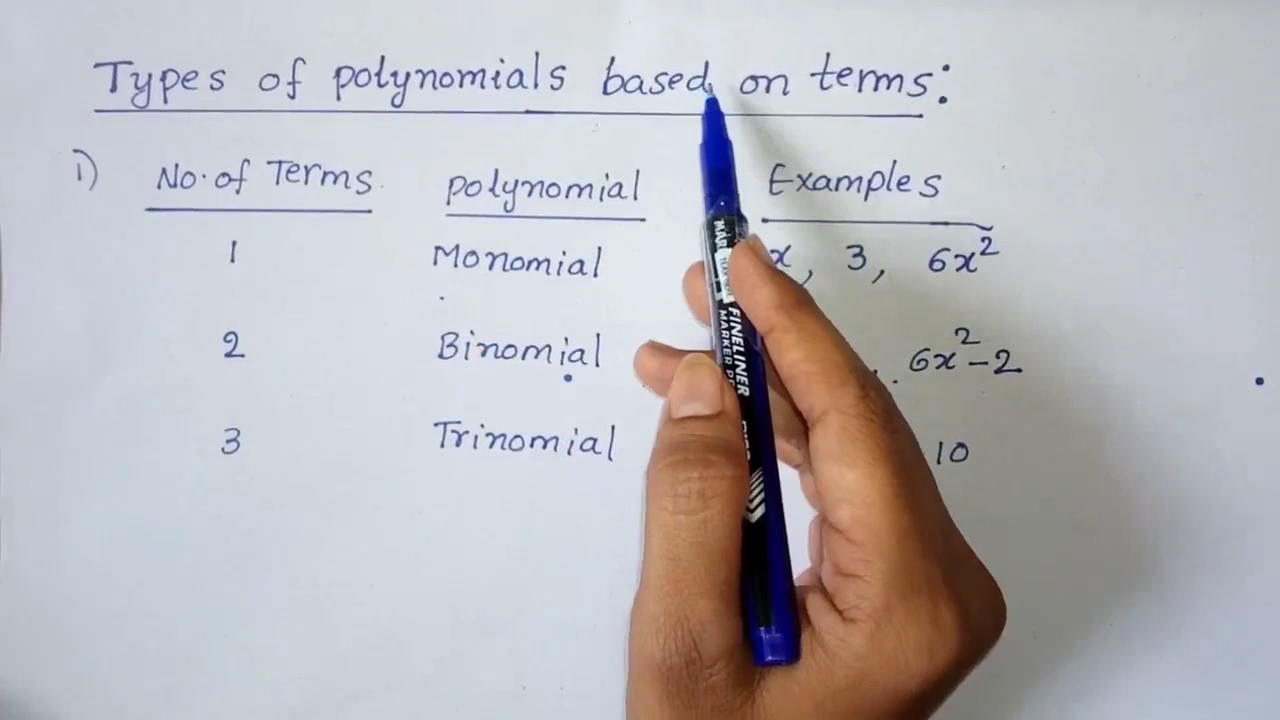 Types of polynomials based on terms:
1) No. of Terms polynomial Examples
1 Monomial x, 3, 6x²
2 Binomial 6x²-2
3 Trinomial 10
FINELINER
MARKER